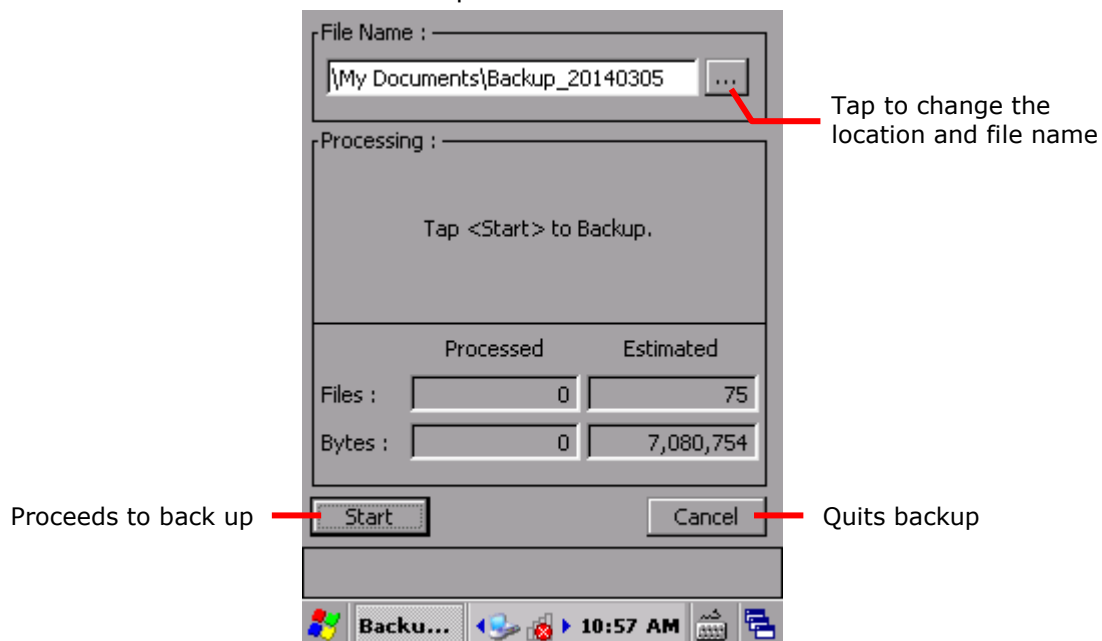 File Name :
\My Documents\Backup_20140305
...
Tap to change the
location and file name
Processing :
Tap <Start> to Backup.
Processed Estimated
Files : 0 75
Bytes : 0 7,080,754
Proceeds to back up
Start
Cancel
Quits backup
Backu... 10:57 AM